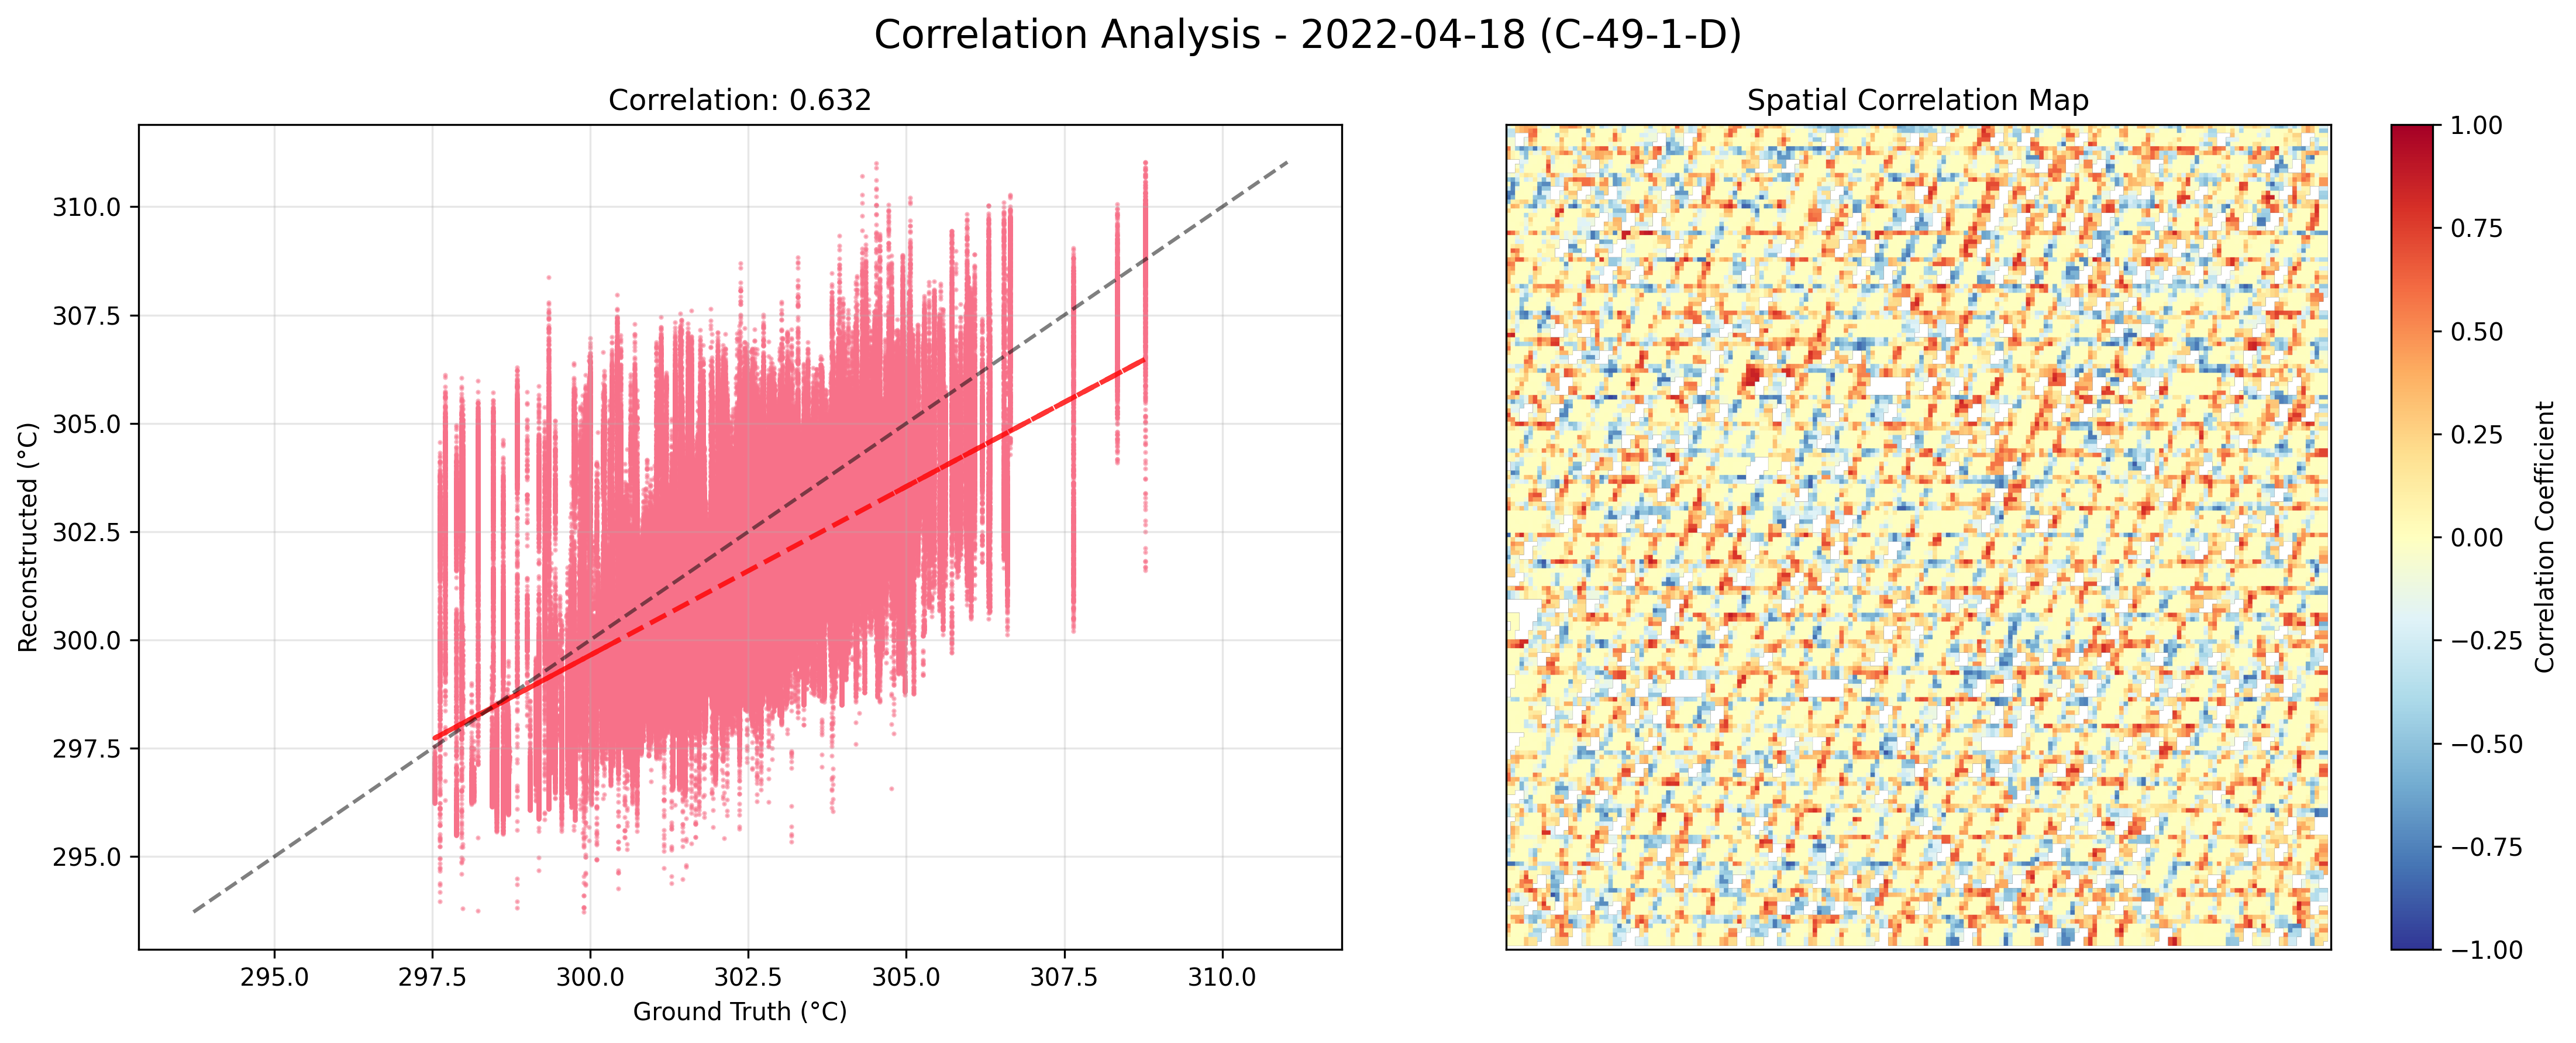 Correlation Analysis - 2022-04-18 (C-49-1-D)
Correlation: 0.632
310.0
307.5
305.0
302.5
300.0
297.5
295.0
Reconstructed (°C)
295.0 297.5 300.0 302.5 305.0 307.5 310.0
Ground Truth (°C)
Spatial Correlation Map
1.00
0.75
0.50
0.25
0.00
−0.25
−0.50
−0.75
−1.00
Correlation Coefficient